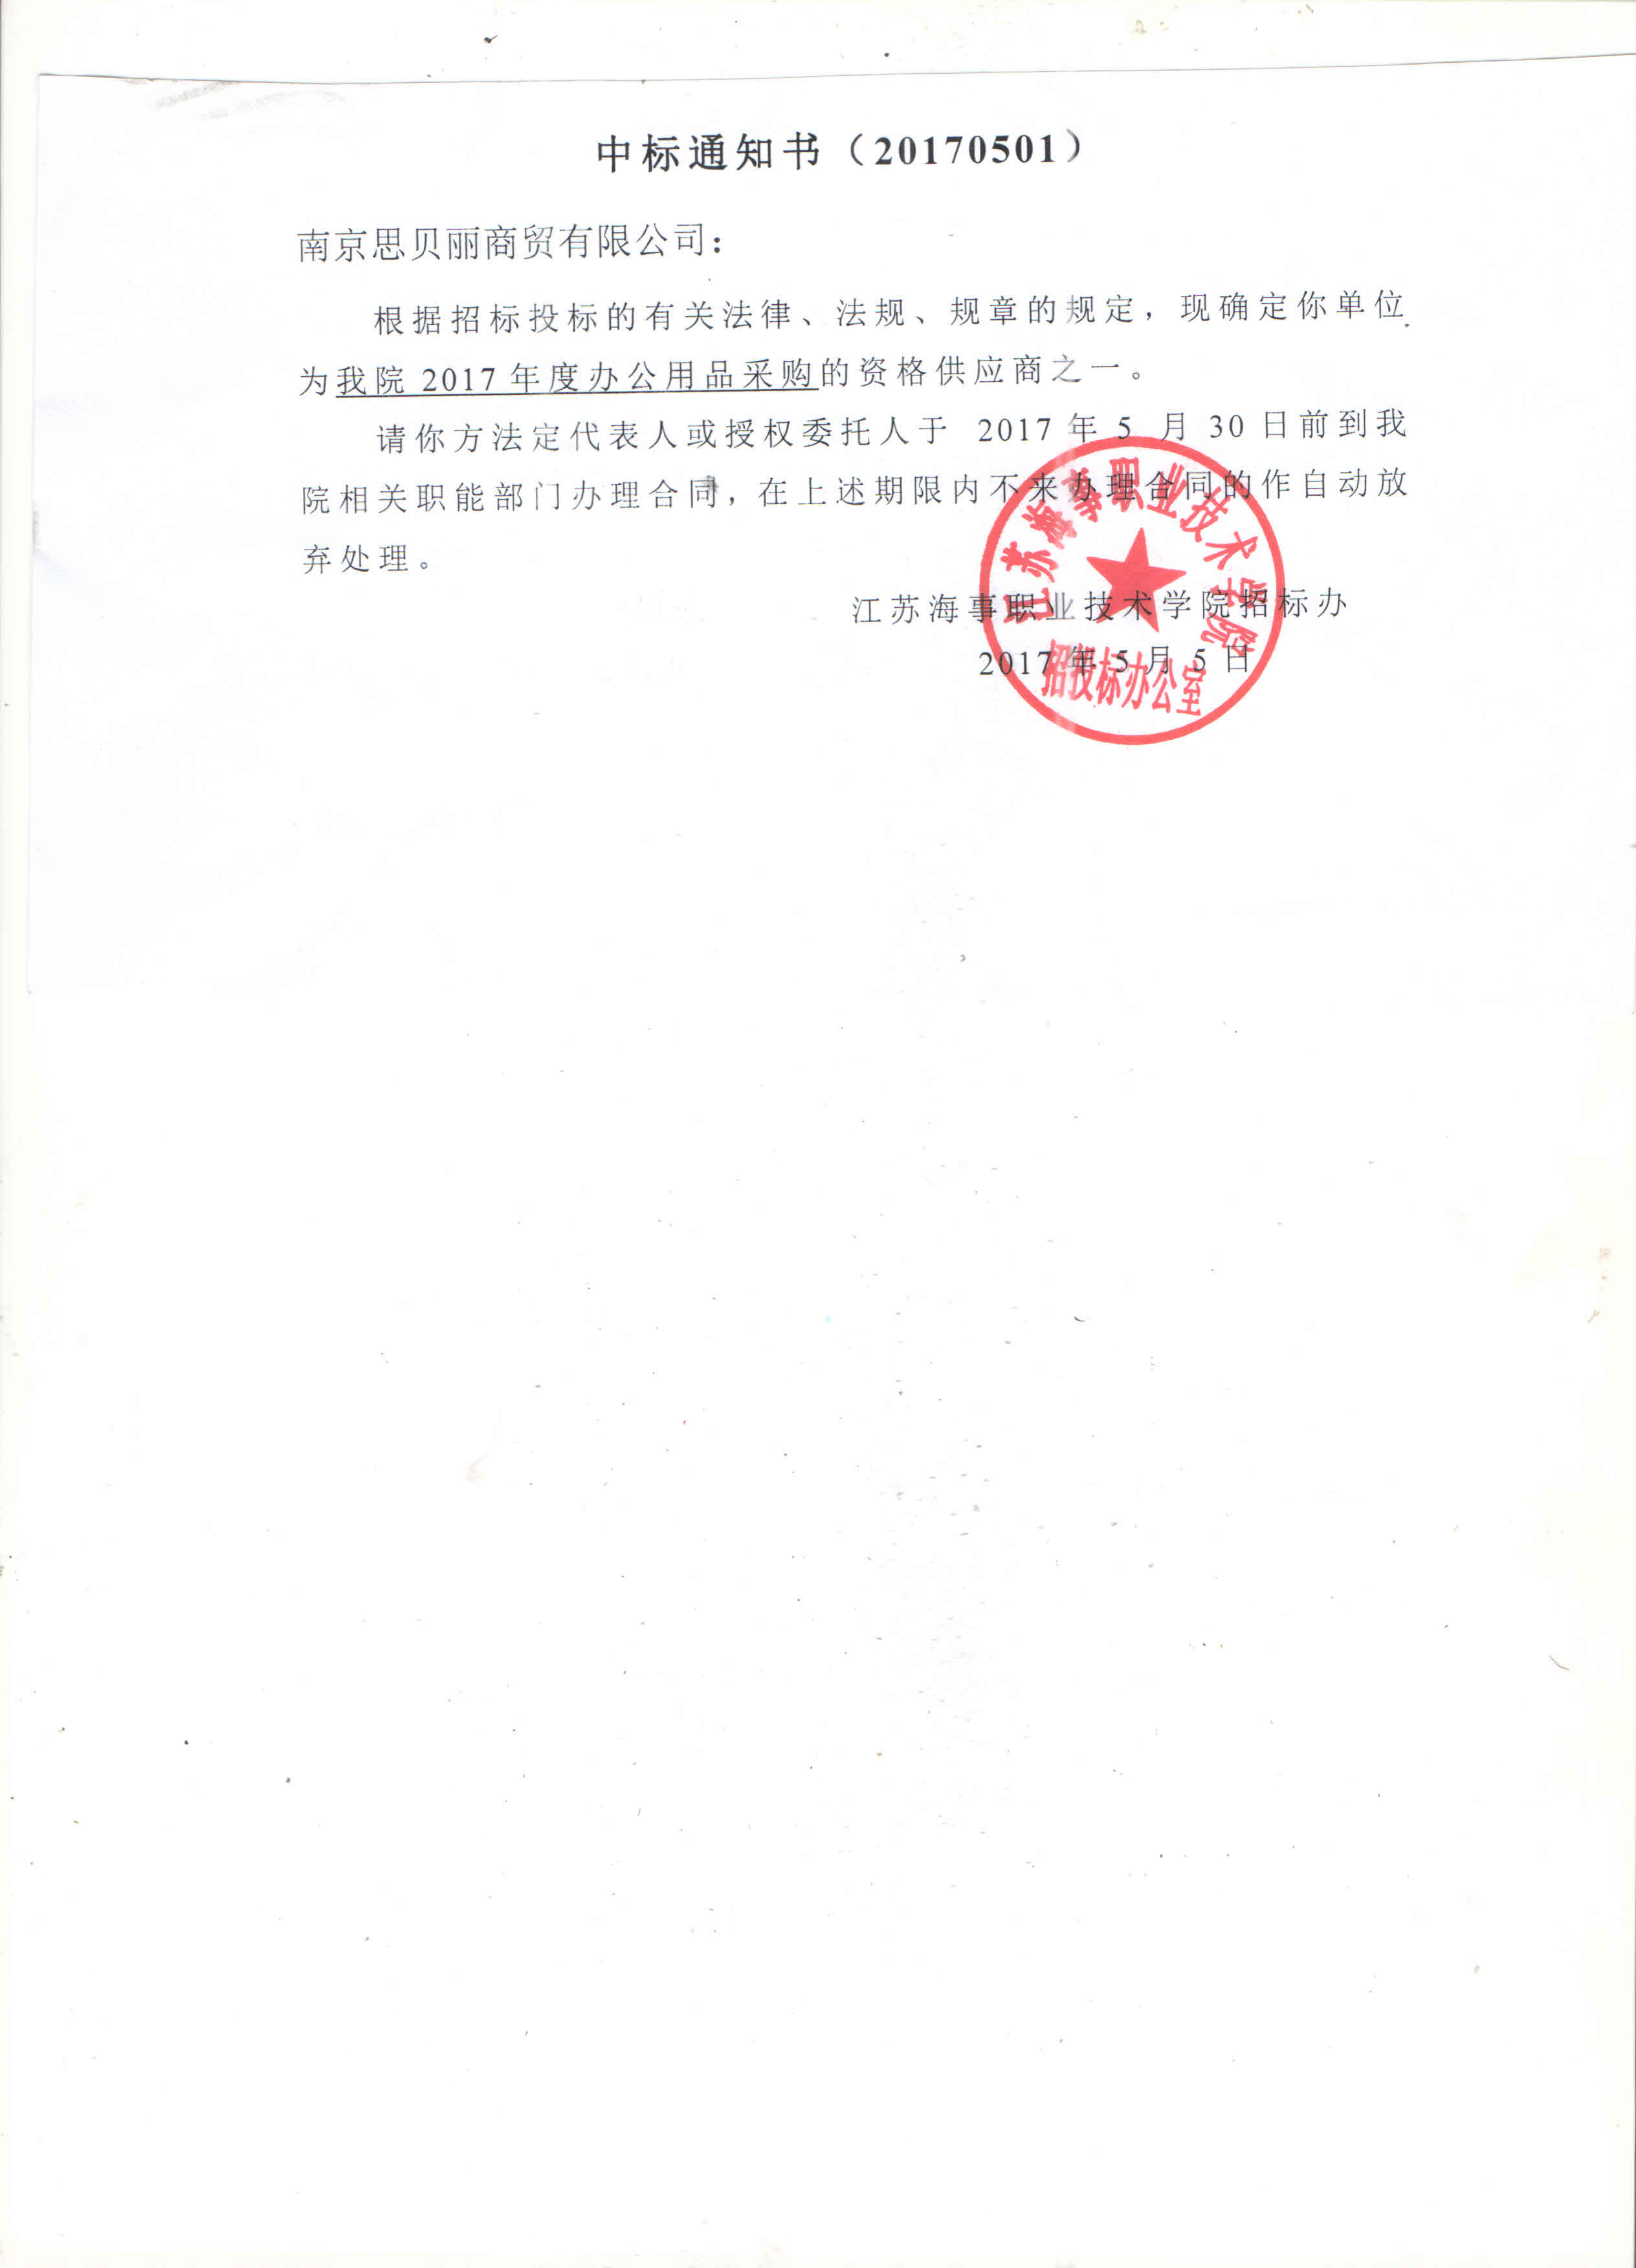 中标通知书（20170501）
南京思贝丽商贸有限公司：
根据招标投标的有关法律、法规、规章的规定，现确定你单位
为我院 2017 年度办公用品采购的资格供应商之一。
请你方法定代表人或授权委托人于 2017 年 5 月 30 日前到我
院相关职能部门办理合同，在上述期限内不来办理合同的作自动放
弃处理。
江苏海事职业技术学院招标办
2017 年 5 月 5 日
江苏海事职业技术学院
招投标办公室